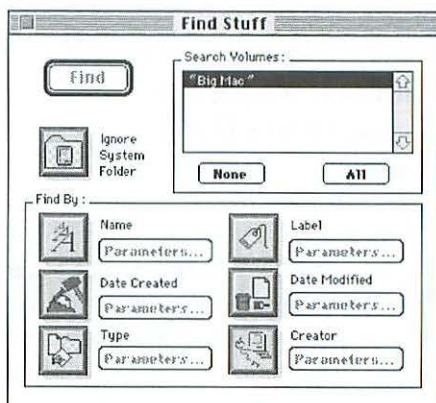 Find Stuff
Find
Search Volumes:
"Big Mac"
Ignore
System
Folder
None
All
Find By:
Name
Parameters...
Label
Parameters...
Date Created
Parameters...
Date Modified
Parameters...
Type
Parameters...
Creator
Parameters...